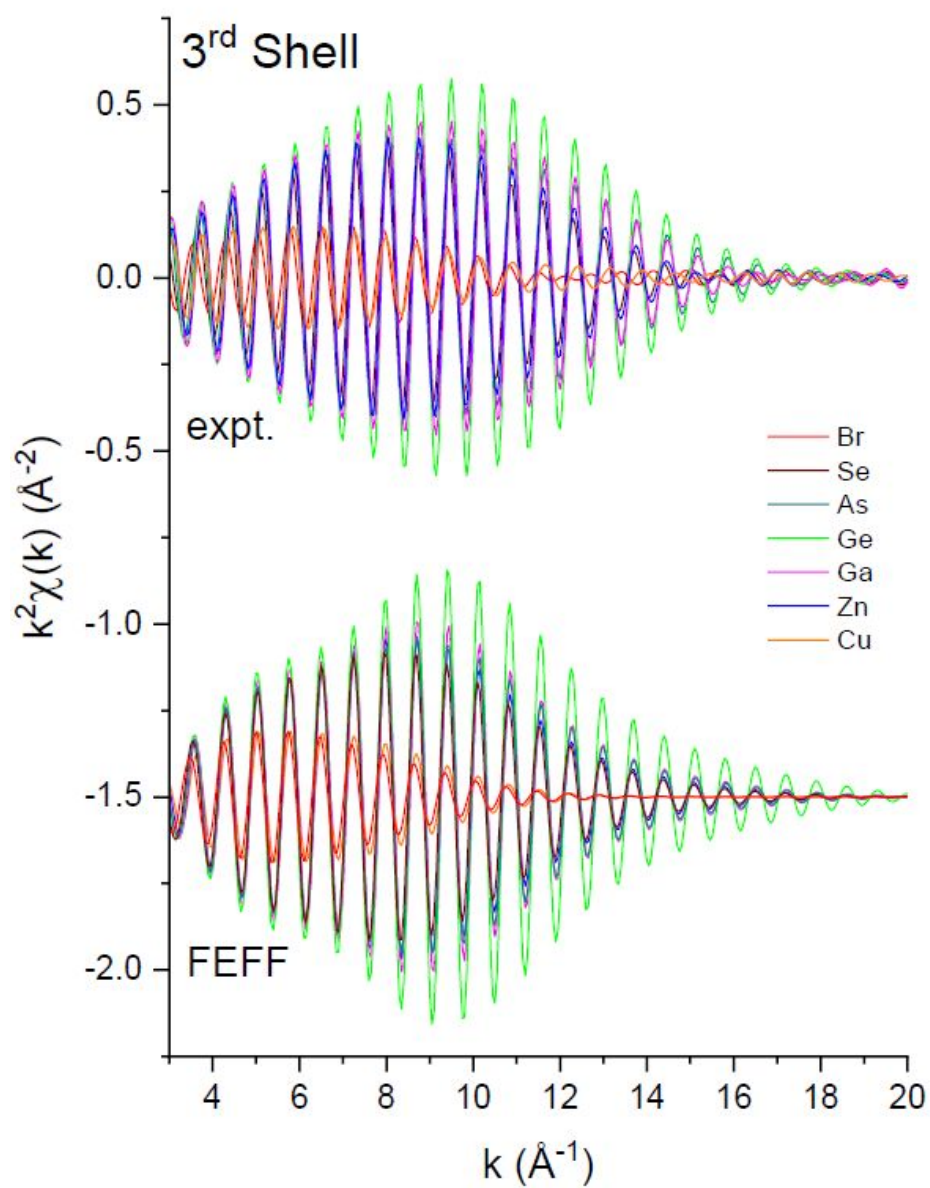 3rd Shell
0.5
0.0
expt.
-0.5
Br
Se
As
Ge
Ga
Zn
Cu
k2χ(k) (Å-2)
-1.0
-1.5
FEFF
-2.0
4 6 8 10 12 14 16 18 20
k (Å-1)